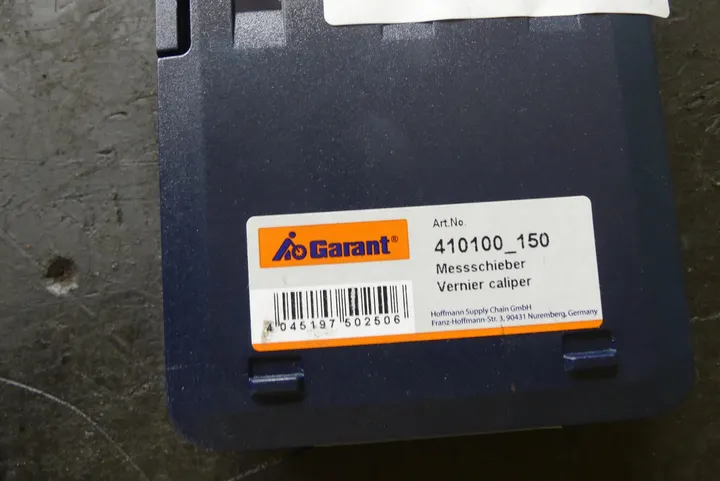 Garant®
Art.No.
410100_150
Messschieber
Vernier caliper
4 045197 502506
Hoffmann Supply Chain GmbH
Franz-Hoffmann-Str. 3, 90431 Nuremberg, Germany